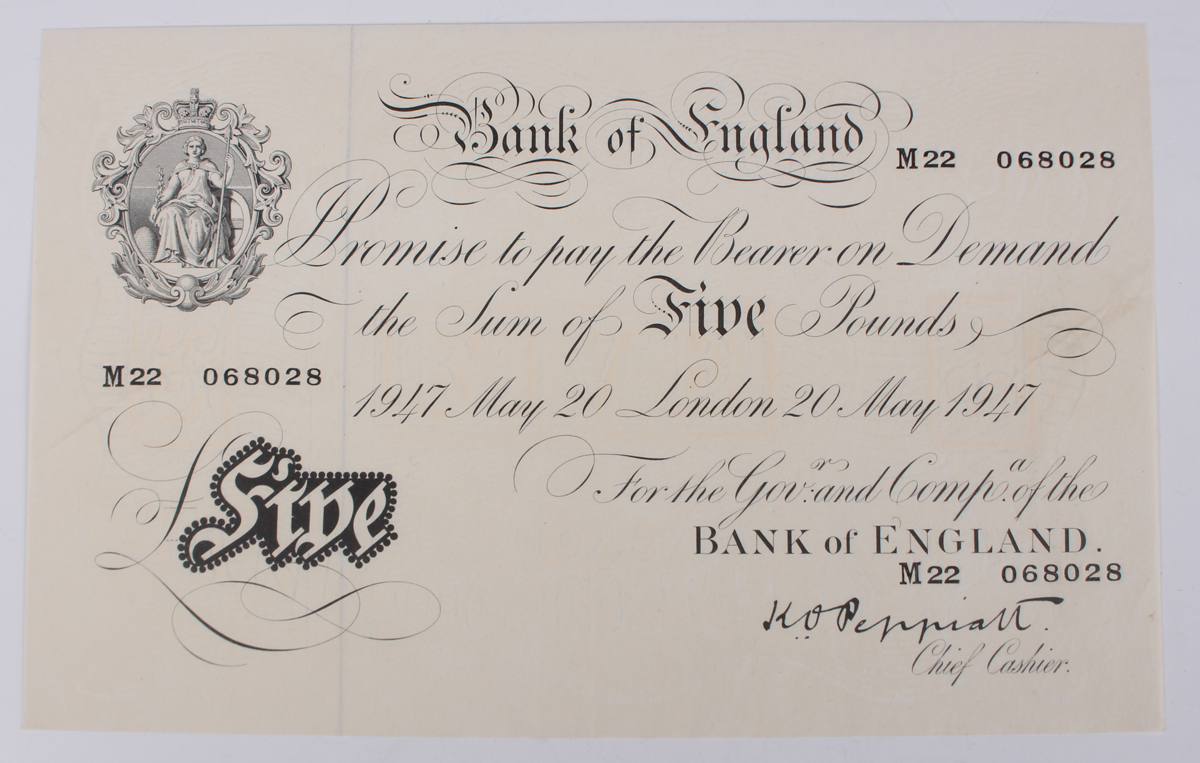 Bank of England
M22 068028
I Promise to pay the Bearer on Demand
the Sum of Five Pounds
M22 068028
1947 May 20 London 20 May 1947
For the Govr. and Compa. of the
BANK of ENGLAND.
£Five
M22 068028
K.O. Peppiatt.
Chief Cashier.